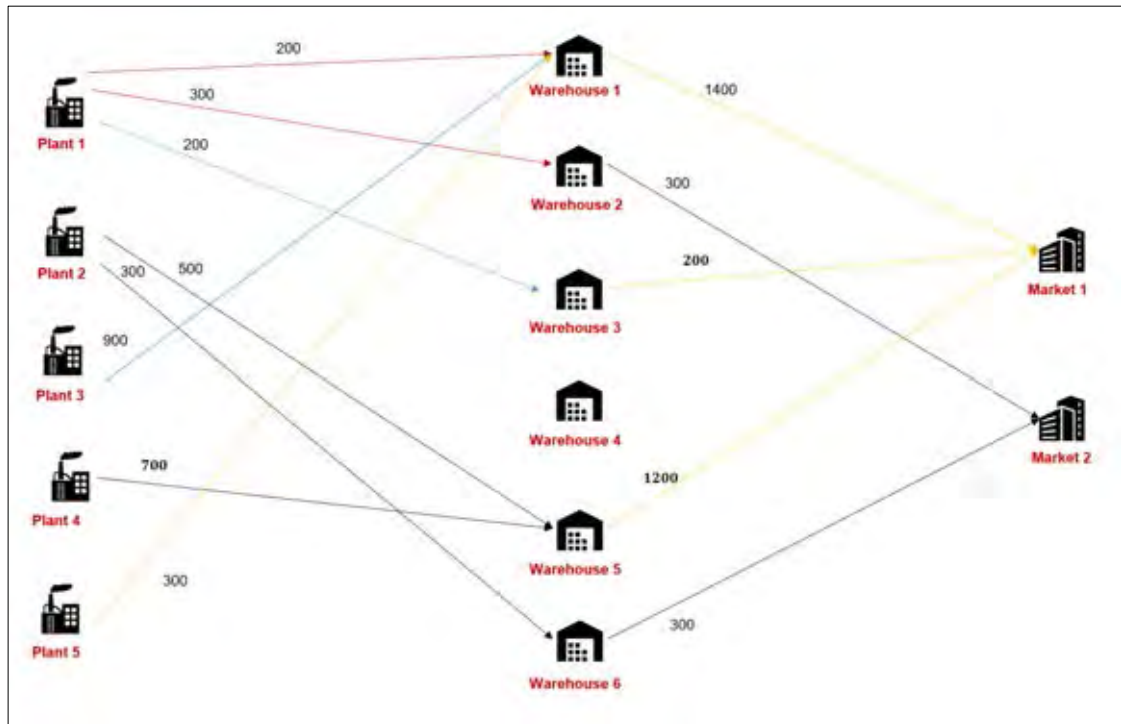 200
Warehouse 1
1400
Plant 1
300
200
Warehouse 2
300
Plant 2
300
500
200
Market 1
Warehouse 3
900
Plant 3
Warehouse 4
Market 2
700
1200
Plant 4
Warehouse 5
300
300
Plant 5
Warehouse 6